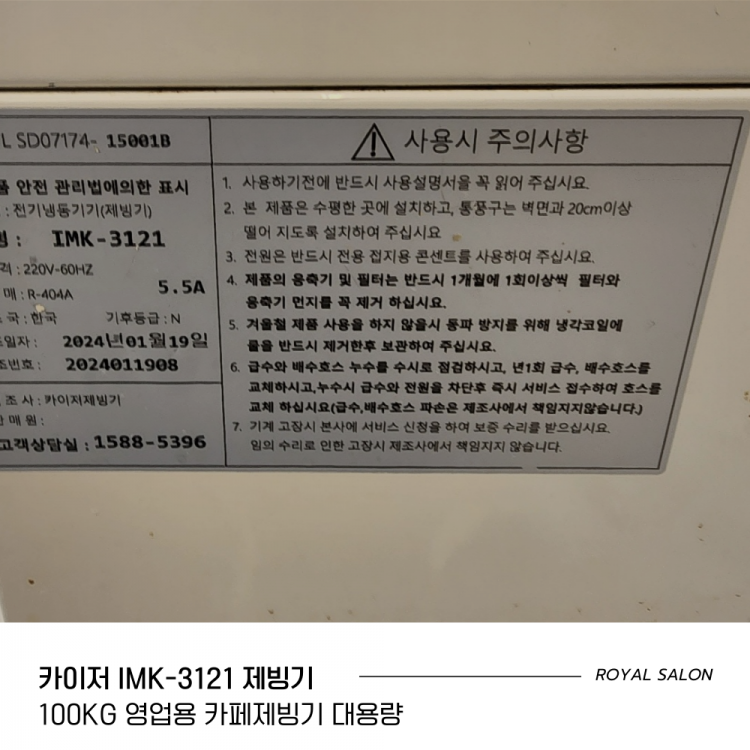 L SD07174- 15001B
품 안전 관리법에의한 표시
: 전기냉동기기(제빙기)
명 : IMK-3121
격 : 220V-60HZ
매 : R-404A 5.5A
국 : 한국 기후등급 : N
일자 : 2024년01월19일
조번호 : 2024011908
조 사 : 카이저제빙기
판 매 원 :
고객상담실 : 1588-5396
사용시 주의사항
1. 사용하기전에 반드시 사용설명서을 꼭 읽어 주십시요.
2. 본 제품은 수평한 곳에 설치하고, 통풍구는 벽면과 20cm이상
떨어 지도록 설치하여 주십시요
3. 전원은 반드시 전용 접지용 콘센트를 사용하여 주십시요.
4. 제품의 응축기 및 필터는 반드시 1개월에 1회이상씩 필터와
응축기 먼지를 꼭 제거 하십시요.
5. 겨울철 제품 사용을 하지 않을시 동파 방지를 위해 냉각코일에
물을 반드시 제거한후 보관하여 주십시요.
6. 급수와 배수호스 누수를 수시로 점검하시고, 년1회 급수, 배수호스를
교체하시고,누수시 급수와 전원을 차단후 즉시 서비스 접수하여 호스를
교체 하십시요(급수,배수호스 파손은 제조사에서 책임지지않습니다.)
7. 기계 고장시 본사에 서비스 신청을 하여 보증 수리를 받으십시요.
임의 수리로 인한 고장시 제조사에서 책임지지 않습니다.
카이저 IMK-3121 제빙기
ROYAL SALON
100KG 영업용 카페제빙기 대용량